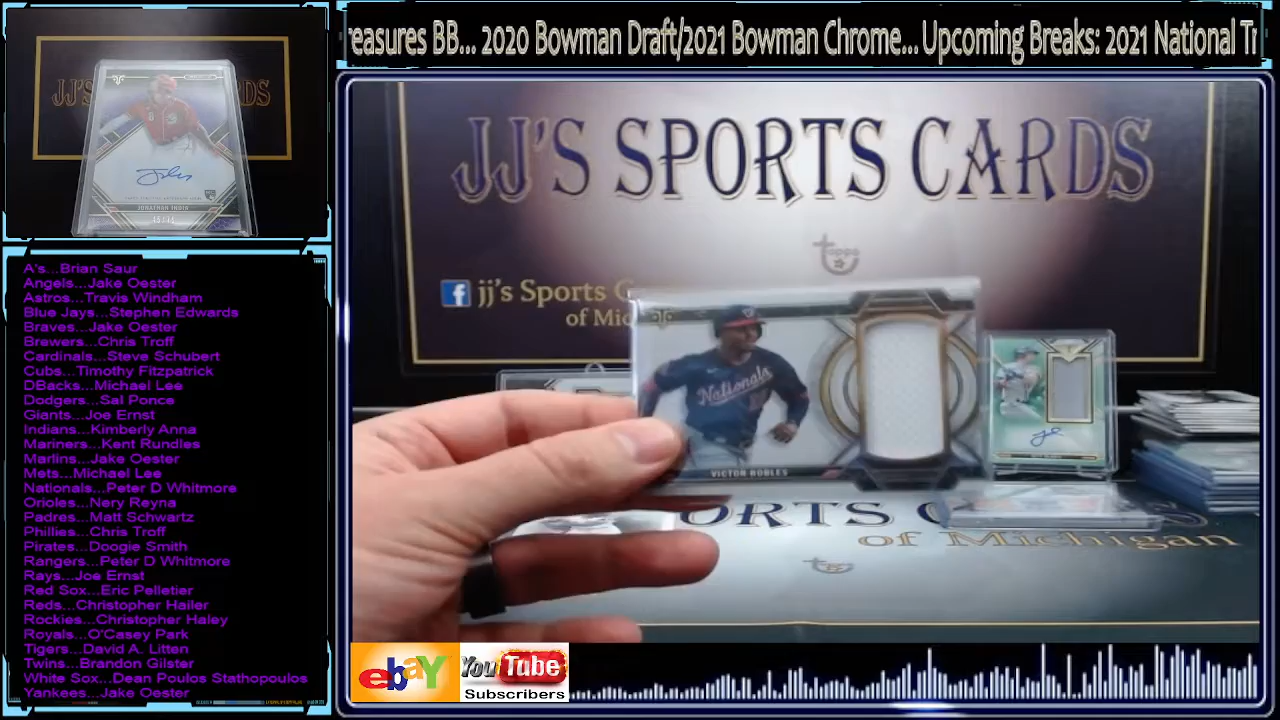 reasures BB... 2020 Bowman Draft/2021 Bowman Chrome... Upcoming Breaks: 2021 National Tr
JJ'S
CARDS
JONATHAN INDIA
A's...Brian Saur
Angels...Jake Oester
Astros...Travis Windham
Blue Jays...Stephen Edwards
Braves...Jake Oester
Brewers...Chris Troff
Cardinals...Steve Schubert
Cubs...Timothy Fitzpatrick
DBacks...Michael Lee
Dodgers...Sal Ponce
Giants...Joe Ernst
Indians...Kimberly Anna
Mariners...Kent Rundles
Marlins...Jake Oester
Mets...Michael Lee
Nationals...Peter D Whitmore
Orioles...Nery Reyna
Padres...Matt Schwartz
Phillies...Chris Troff
Pirates...Doogie Smith
Rangers...Peter D Whitmore
Rays...Joe Ernst
Red Sox...Eric Pelletier
Reds...Christopher Hailer
Rockies...Christopher Haley
Royals...O'Casey Park
Tigers...David A. Litten
Twins...Brandon Gilster
White Sox...Dean Poulos Stathopoulos
Yankees...Jake Oester
JJ'S SPORTS CARDS
topps
f jj's Sports C
of Mic
Nationals
VICTOR ROBLES
ORTS C
of Michigan
ebaY
YouTube
Subscribers